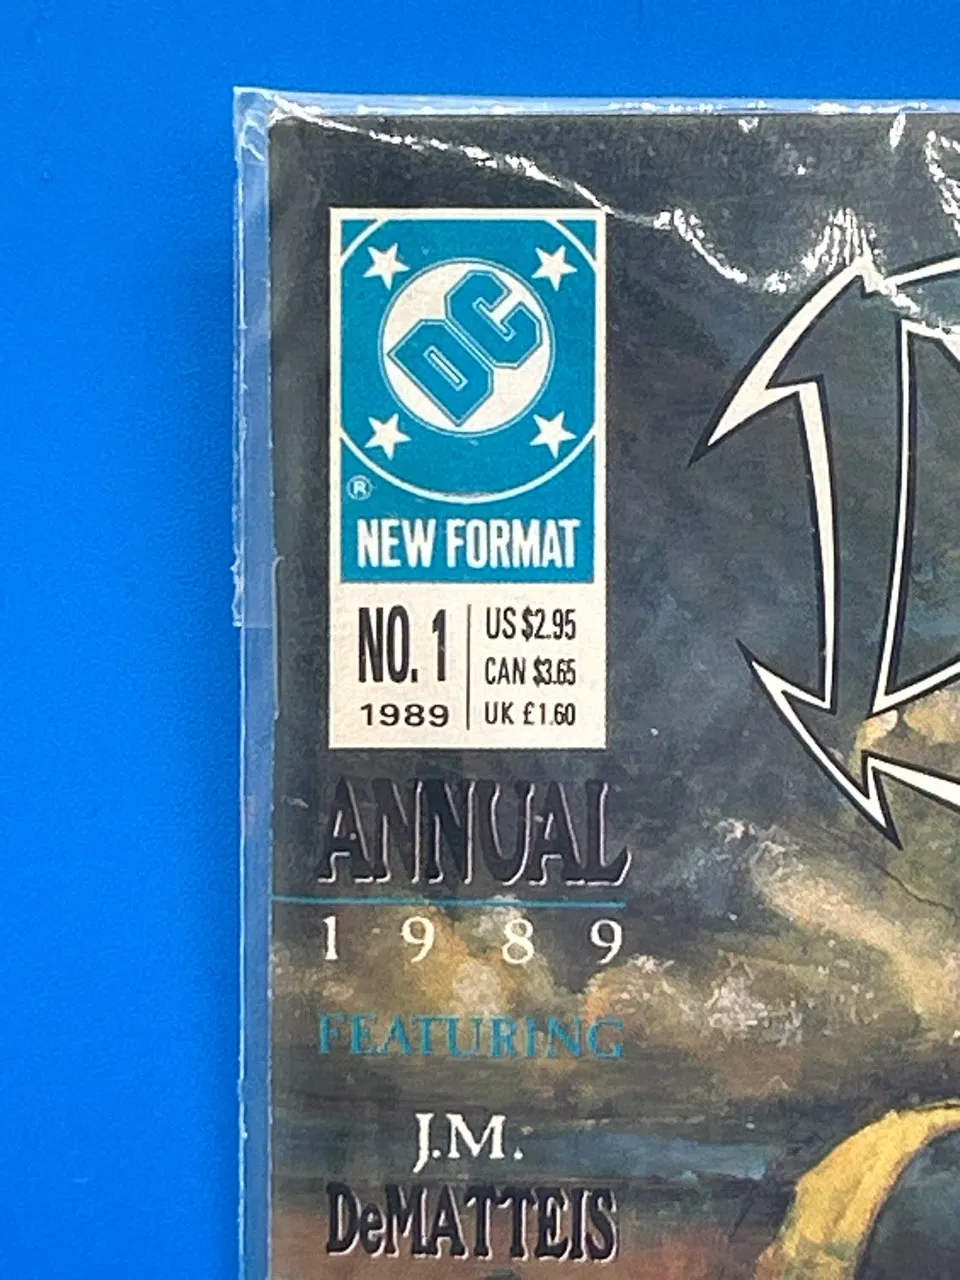 DC
®
NEW FORMAT
NO. 1
1989
US $2.95
CAN $3.65
UK £1.60
ANNUAL
1989
FEATURING
J.M.
DeMATTEIS